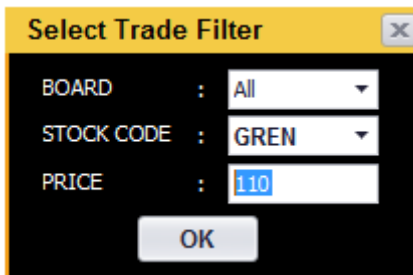 Select Trade Filter
BOARD : All
STOCK CODE : GREN
PRICE : 110
OK